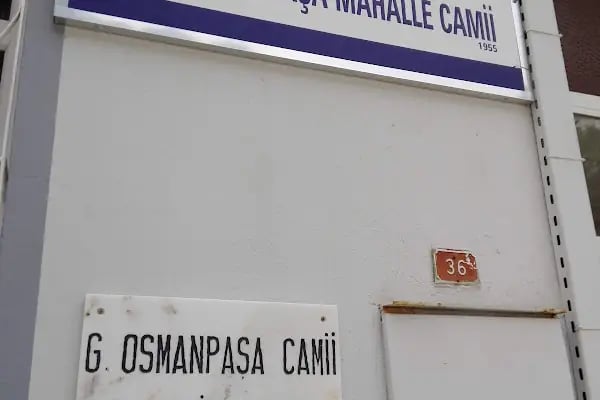 MAHALLE CAMİİ
1955
36
G. OSMANPAŞA CAMİİ